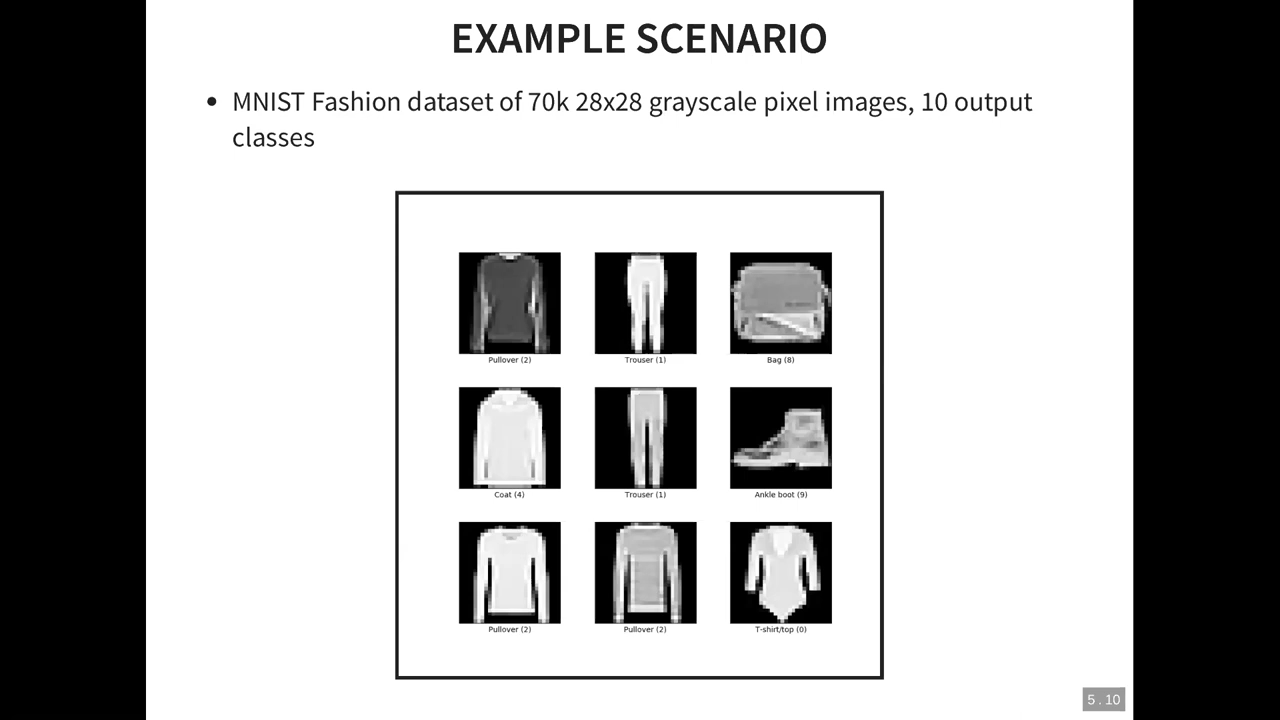 EXAMPLE SCENARIO
• MNIST Fashion dataset of 70k 28x28 grayscale pixel images, 10 output
classes
Pullover (2)
Trouser (1)
Bag (8)
Coat (4)
Trouser (1)
Ankle boot (9)
Pullover (2)
Pullover (2)
T-shirt/top (0)
5 . 10